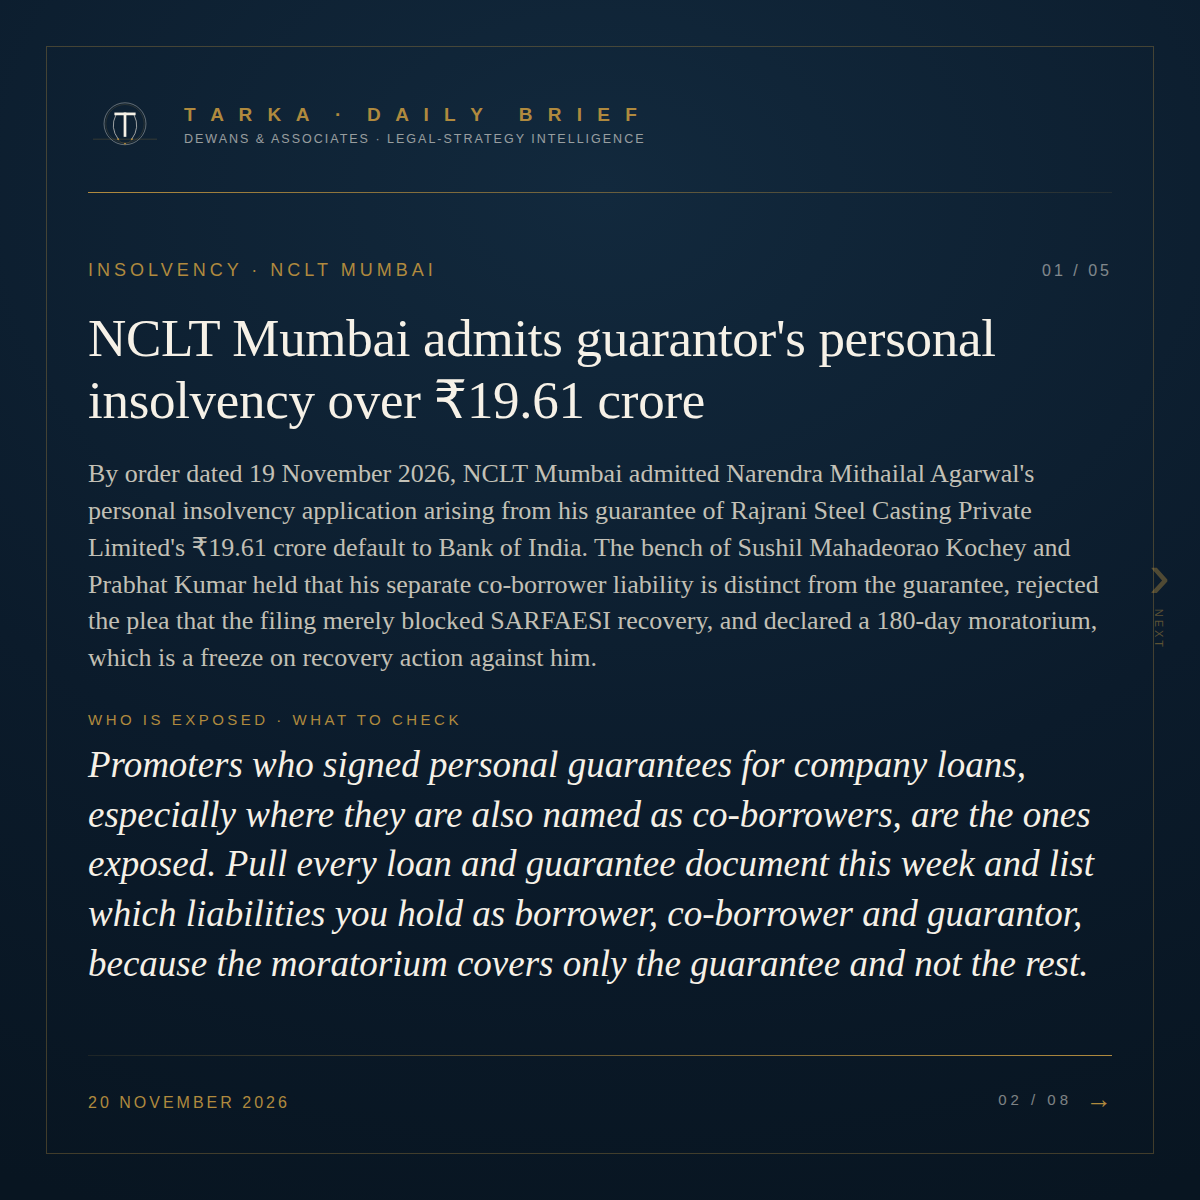 T
TARKA · DAILY BRIEF
DEWANS & ASSOCIATES · LEGAL-STRATEGY INTELLIGENCE
INSOLVENCY · NCLT MUMBAI
01 / 05
NCLT Mumbai admits guarantor's personal
insolvency over ₹19.61 crore
By order dated 19 November 2026, NCLT Mumbai admitted Narendra Mithailal Agarwal's
personal insolvency application arising from his guarantee of Rajrani Steel Casting Private
Limited's ₹19.61 crore default to Bank of India. The bench of Sushil Mahadeorao Kochey and
Prabhat Kumar held that his separate co-borrower liability is distinct from the guarantee, rejected
the plea that the filing merely blocked SARFAESI recovery, and declared a 180-day moratorium,
which is a freeze on recovery action against him.
› NEXT
WHO IS EXPOSED · WHAT TO CHECK
Promoters who signed personal guarantees for company loans,
especially where they are also named as co-borrowers, are the ones
exposed. Pull every loan and guarantee document this week and list
which liabilities you hold as borrower, co-borrower and guarantor,
because the moratorium covers only the guarantee and not the rest.
20 NOVEMBER 2026
02 / 08 →